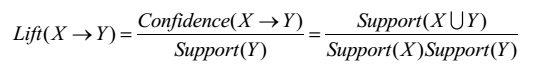 Lift(X → Y) = Confidence(X → Y) / Support(Y) = Support(X ∪ Y) / Support(X)Support(Y)